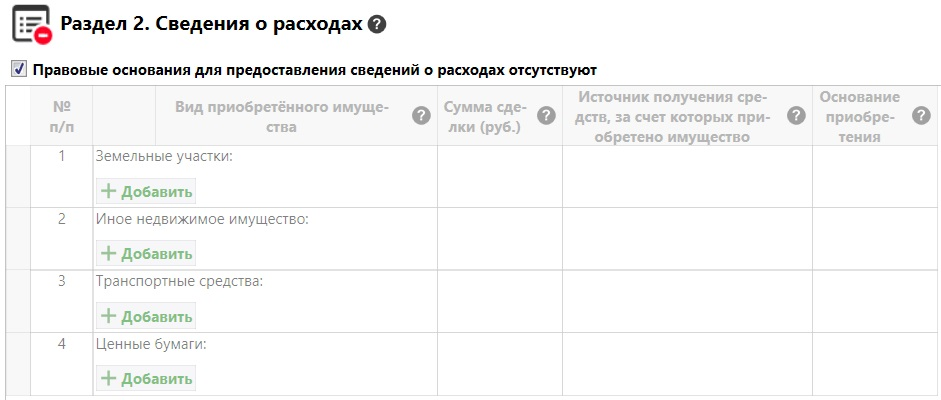 Раздел 2. Сведения о расходах ?
Правовые основания для предоставления сведений о расходах отсутствуют
№
п/п
Вид приобретённого имуще-
ства
?
Сумма сде-
лки (руб.)
?
Источник получения сре-
дств, за счет которых при-
обретено имущество
?
Основание
приобре-
тения
?
1 Земельные участки:
+ Добавить
2 Иное недвижимое имущество:
+ Добавить
3 Транспортные средства:
+ Добавить
4 Ценные бумаги:
+ Добавить